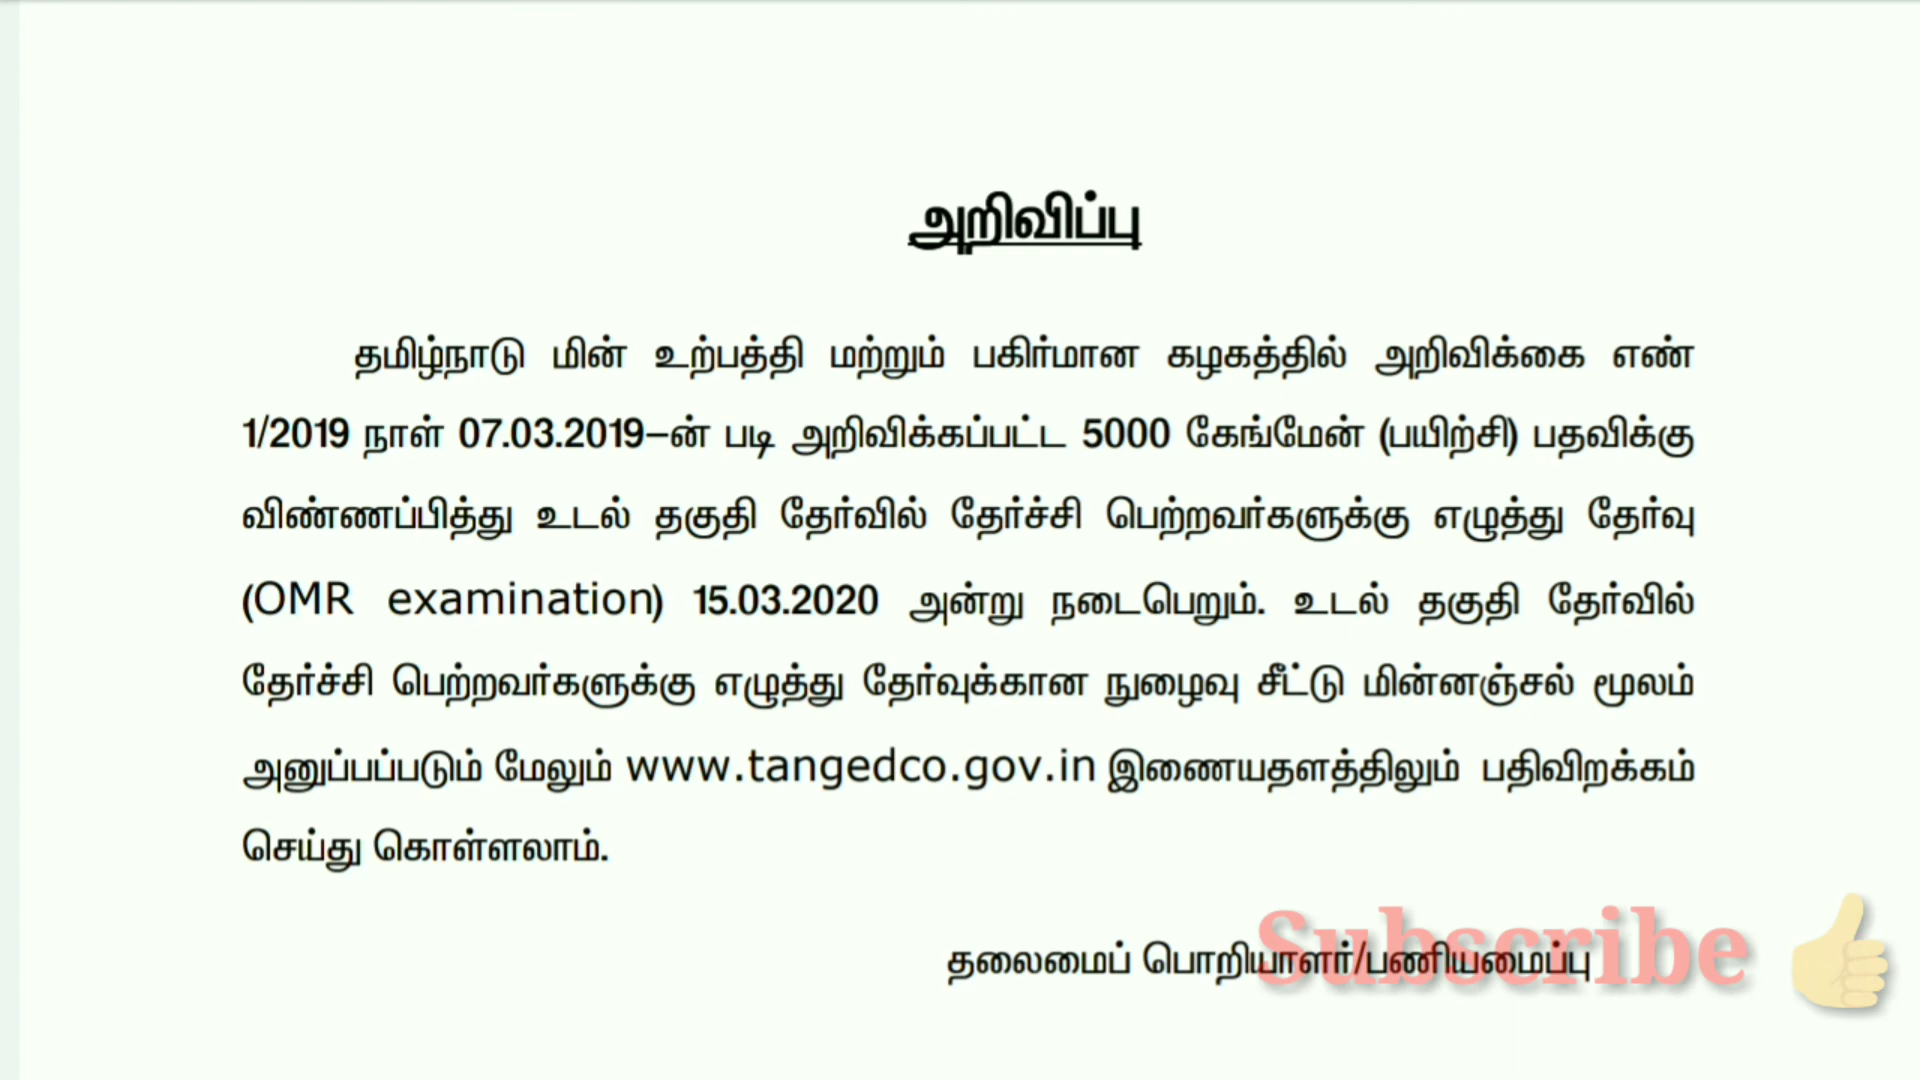 அறிவிப்பு
தமிழ்நாடு மின் உற்பத்தி மற்றும் பகிர்மான கழகத்தில் அறிவிக்கை எண்
1/2019 நாள் 07.03.2019–ன் படி அறிவிக்கப்பட்ட 5000 கேங்மேன் (பயிற்சி) பதவிக்கு
விண்ணப்பித்து உடல் தகுதி தேர்வில் தேர்ச்சி பெற்றவர்களுக்கு எழுத்து தேர்வு
(OMR examination) 15.03.2020 அன்று நடைபெறும். உடல் தகுதி தேர்வில்
தேர்ச்சி பெற்றவர்களுக்கு எழுத்து தேர்வுக்கான நுழைவு சீட்டு மின்னஞ்சல் மூலம்
அனுப்பப்படும் மேலும் www.tangedco.gov.in இணையதளத்திலும் பதிவிறக்கம்
செய்து கொள்ளலாம்.
தலைமைப் பொறியாளர்/பணியமைப்பு
Subscribe